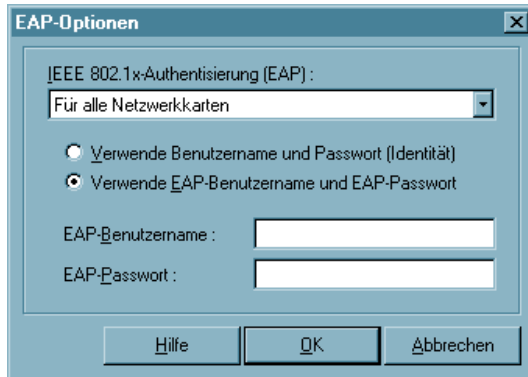 EAP-Optionen
IEEE 802.1x-Authentisierung (EAP) :
Für alle Netzwerkkarten
Verwende Benutzername und Passwort (Identität)
Verwende EAP-Benutzername und EAP-Passwort
EAP-Benutzername :
EAP-Passwort :
Hilfe OK Abbrechen